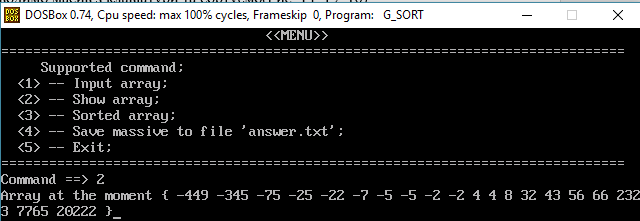 DOSBox 0.74, Cpu speed: max 100% cycles, Frameskip 0, Program: G_SORT
<<MENU>>
================================================================================
Supported command;
<1> -- Input array;
<2> -- Show array;
<3> -- Sorted array;
<4> -- Save massive to file 'answer.txt';
<5> -- Exit;
================================================================================
Command ==> 2
Array at the moment { -449 -345 -75 -25 -22 -7 -5 -5 -2 -2 4 4 8 32 43 56 66 232
3 7765 20222 }_